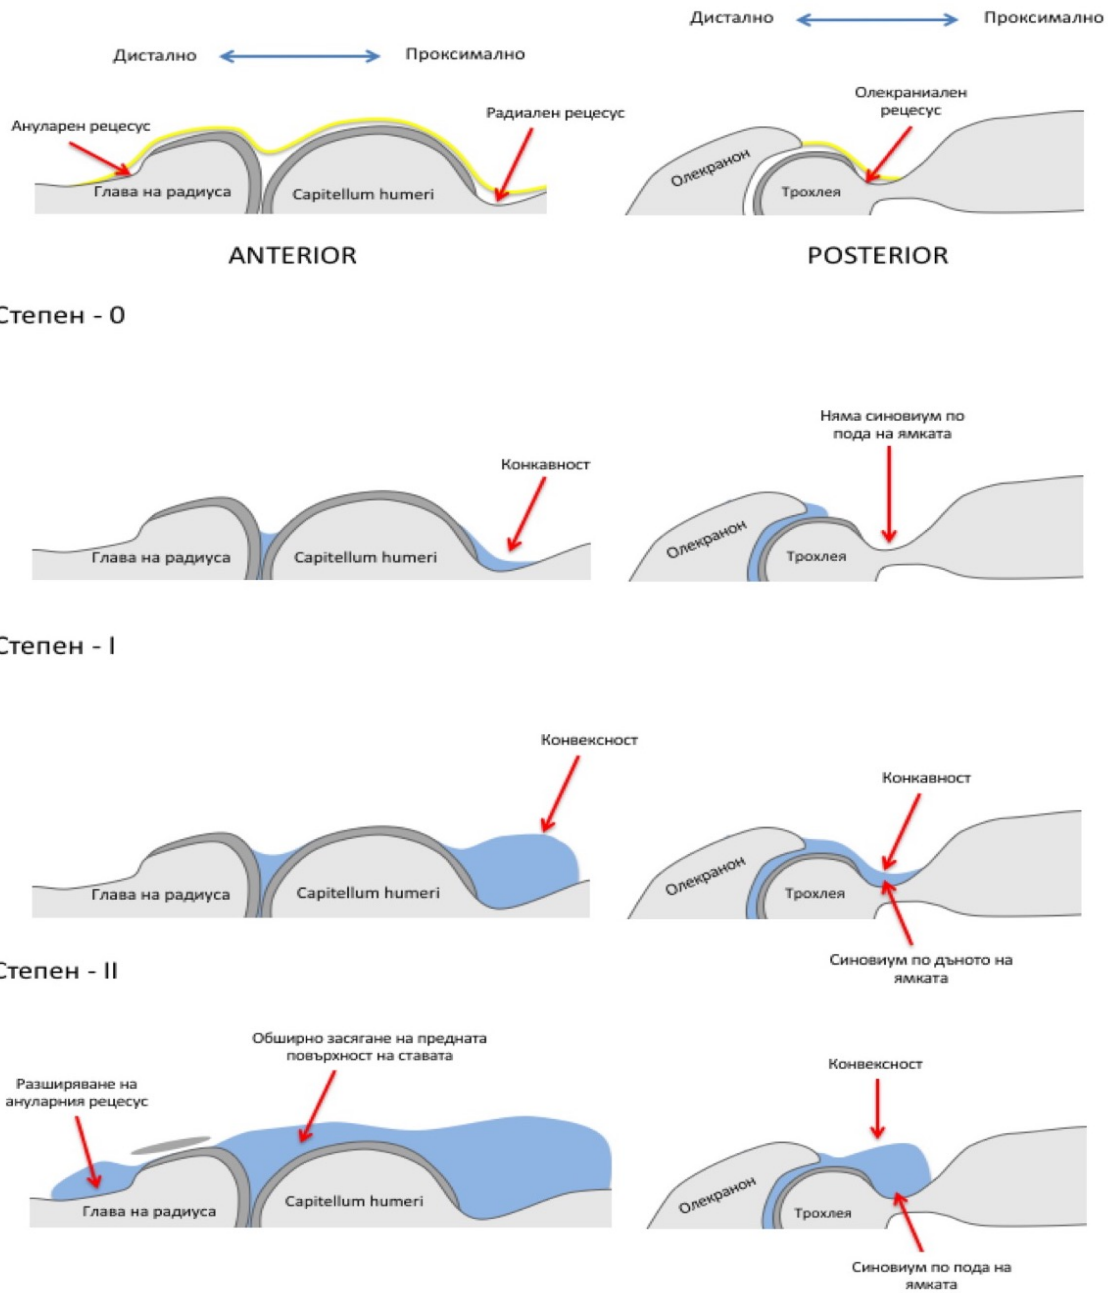 Дистално
Проксимално
Дистално
Проксимално
Ануларен рецесус
Радиален рецесус
Глава на радиуса
Capitellum humeri
Олекраниален
рецесус
Олекранон
Трохлея
ANTERIOR
POSTERIOR
Степен - 0
Конкавност
Глава на радиуса
Capitellum humeri
Няма синовиум по
пода на ямката
Олекранон
Трохлея
Степен - I
Конвексност
Глава на радиуса
Capitellum humeri
Конкавност
Олекранон
Трохлея
Синовиум по дъното на
ямката
Степен - II
Обширно засягане на предната
повърхност на ставата
Разширяване на
ануларния рецесус
Глава на радиуса
Capitellum humeri
Конвексност
Олекранон
Трохлея
Синовиум по пода на
ямката